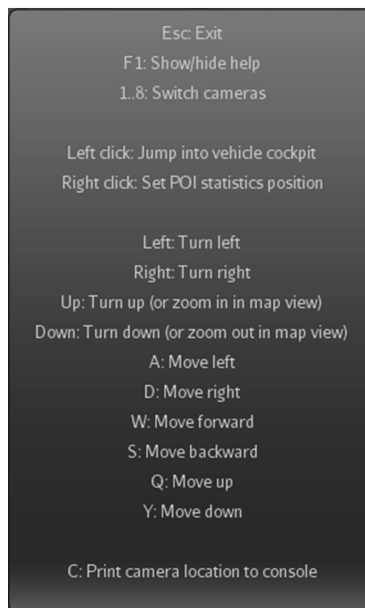 Esc: Exit
F1: Show/hide help
1..8: Switch cameras
Left click: Jump into vehicle cockpit
Right click: Set POI statistics position
Left: Turn left
Right: Turn right
Up: Turn up (or zoom in in map view)
Down: Turn down (or zoom out in map view)
A: Move left
D: Move right
W: Move forward
S: Move backward
Q: Move up
Y: Move down
C: Print camera location to console